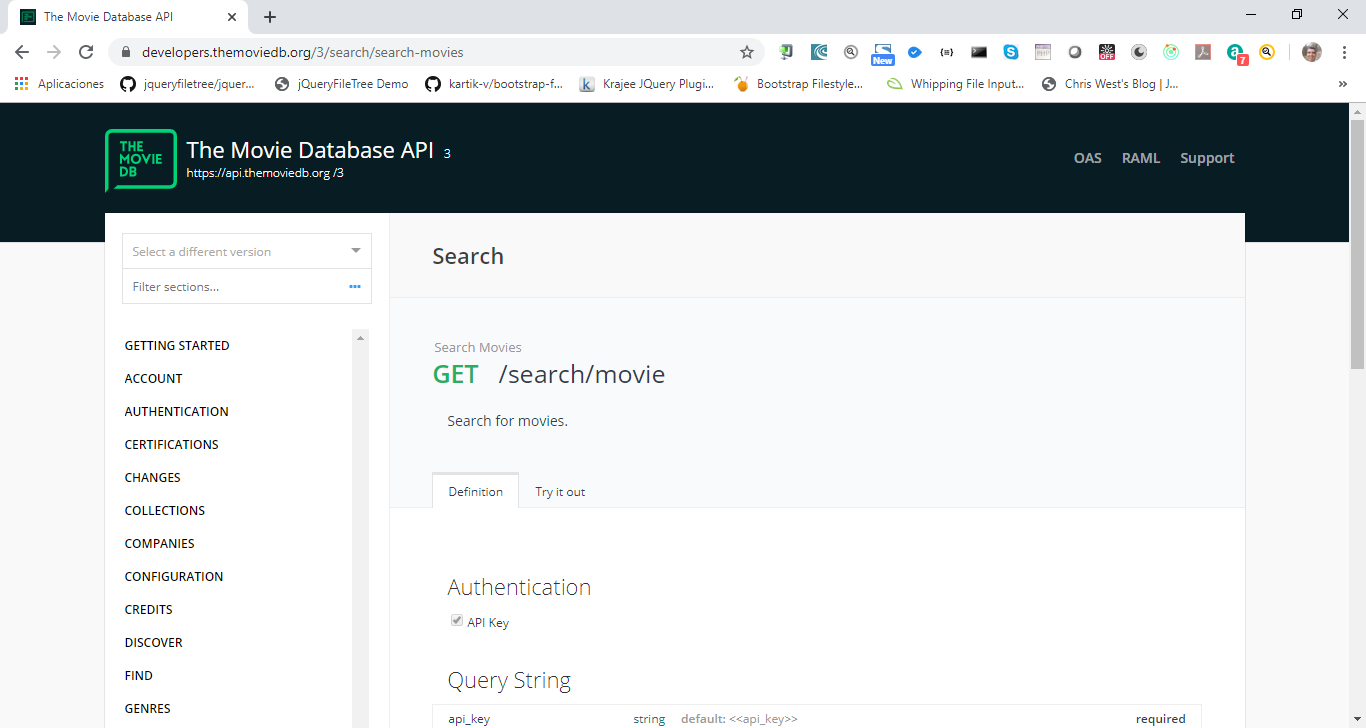 The Movie Database API
developers.themoviedb.org/3/search/search-movies
New
OFF
7
Aplicaciones
jqueryfiletree/jquer...
jQueryFileTree Demo
kartik-v/bootstrap-f...
Krajee JQuery Plugi...
Bootstrap Filestyle...
Whipping File Input...
Chris West's Blog | J...
THE
MOVIE
DB
The Movie Database API 3
https://api.themoviedb.org /3
OAS
RAML
Support
Select a different version
Filter sections...
GETTING STARTED
ACCOUNT
AUTHENTICATION
CERTIFICATIONS
CHANGES
COLLECTIONS
COMPANIES
CONFIGURATION
CREDITS
DISCOVER
FIND
GENRES
Search
Search Movies
GET /search/movie
Search for movies.
Definition
Try it out
Authentication
API Key
Query String
api_key string default: <<api_key>> required